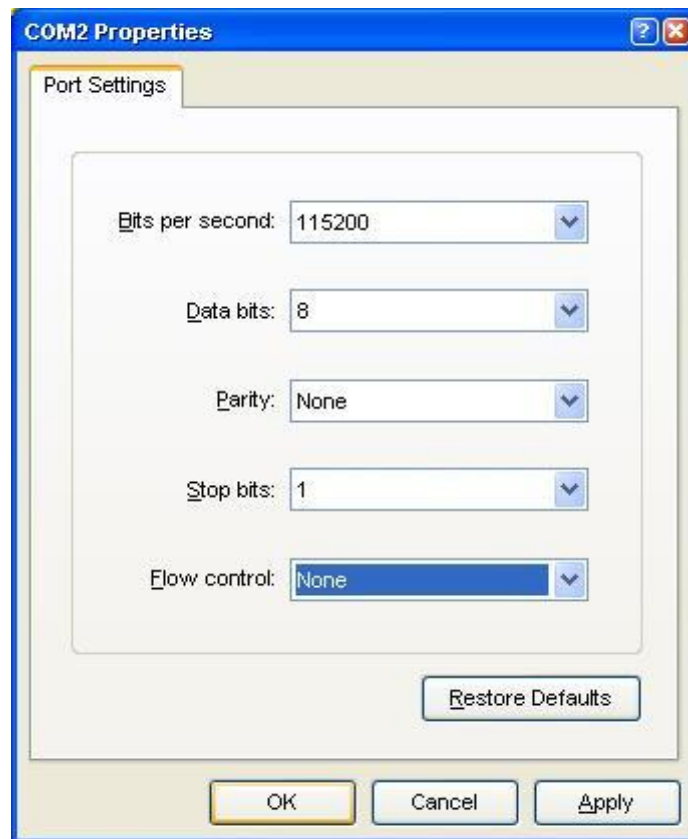 COM2 Properties
Port Settings
Bits per second: 115200
Data bits: 8
Parity: None
Stop bits: 1
Flow control: None
Restore Defaults
OK Cancel Apply